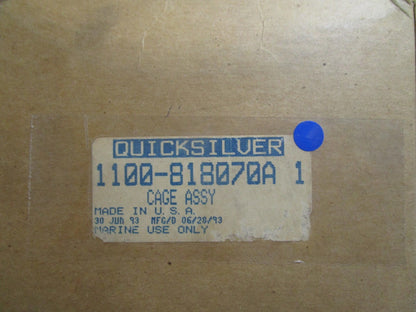 QUICKSILVER
1100-818070A 1
CAGE ASSY
MADE IN U.S.A.
30 JUN 93 MFG/D 06/28/93
MARINE USE ONLY